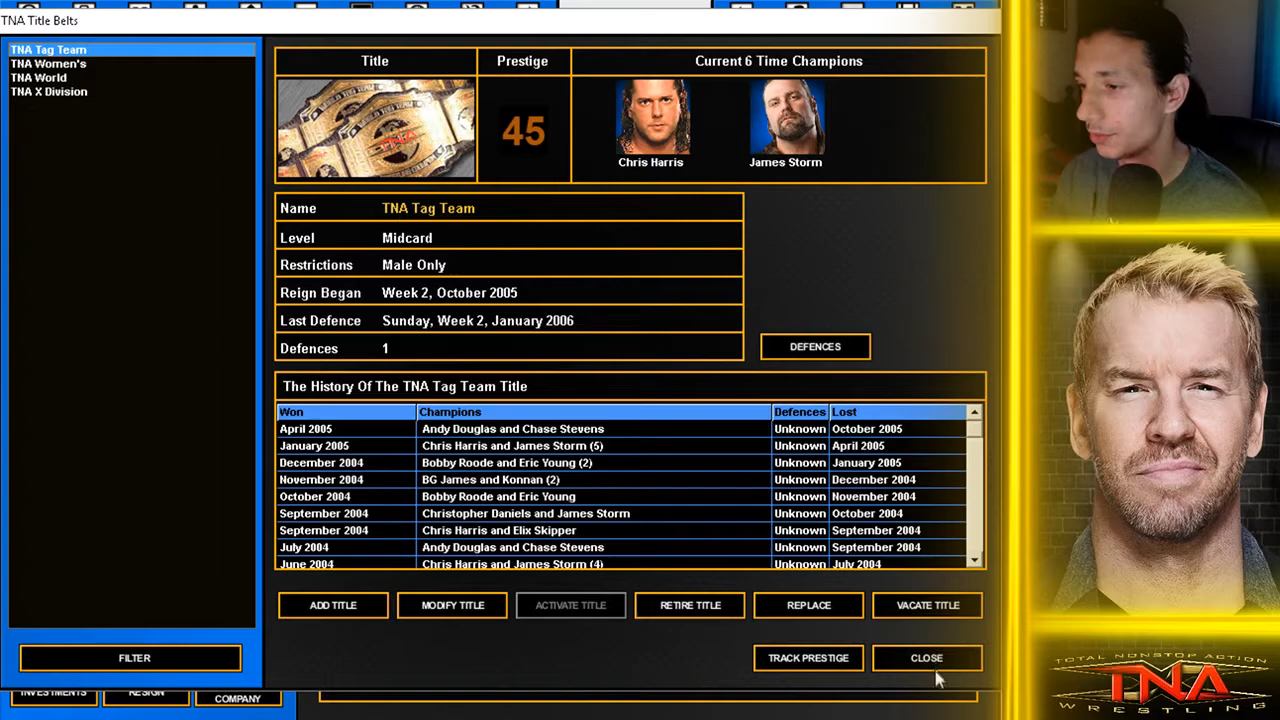 TNA Title Belts
TNA Tag Team
TNA Women's
TNA World
TNA X Division
FILTER
Title
Prestige
Current 6 Time Champions
45
Chris Harris
James Storm
Name TNA Tag Team
Level Midcard
Restrictions Male Only
Reign Began Week 2, October 2005
Last Defence Sunday, Week 2, January 2006
Defences 1
DEFENCES
The History Of The TNA Tag Team Title
Won Champions Defences Lost
April 2005 Andy Douglas and Chase Stevens Unknown October 2005
January 2005 Chris Harris and James Storm (5) Unknown April 2005
December 2004 Bobby Roode and Eric Young (2) Unknown January 2005
November 2004 BG James and Konnan (2) Unknown December 2004
October 2004 Bobby Roode and Eric Young Unknown November 2004
September 2004 Christopher Daniels and James Storm Unknown October 2004
September 2004 Chris Harris and Elix Skipper Unknown September 2004
July 2004 Andy Douglas and Chase Stevens Unknown September 2004
June 2004 Chris Harris and James Storm (4) Unknown July 2004
ADD TITLE
MODIFY TITLE
ACTIVATE TITLE
RETIRE TITLE
REPLACE
VACATE TITLE
TRACK PRESTIGE
CLOSE
INVESTMENTS
RESIGN
COMPANY
TOTAL NONSTOP ACTION
TNA
WRESTLING